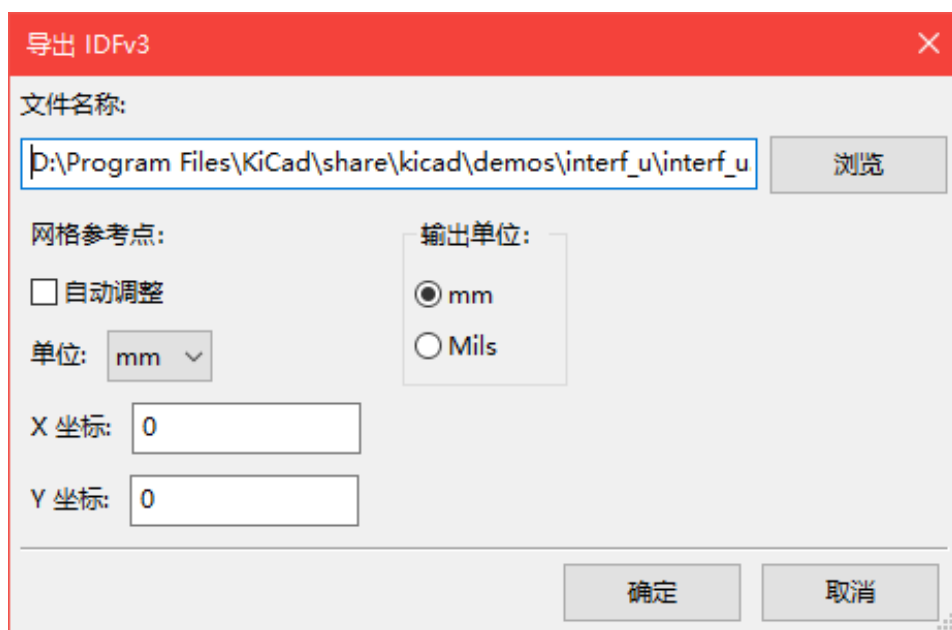 导出 IDFv3
文件名称:
D:\Program Files\KiCad\share\kicad\demos\interf_u\interf_u.
浏览
网格参考点:
输出单位:
自动调整
mm
单位: mm
Mils
X 坐标: 0
Y 坐标: 0
确定
取消